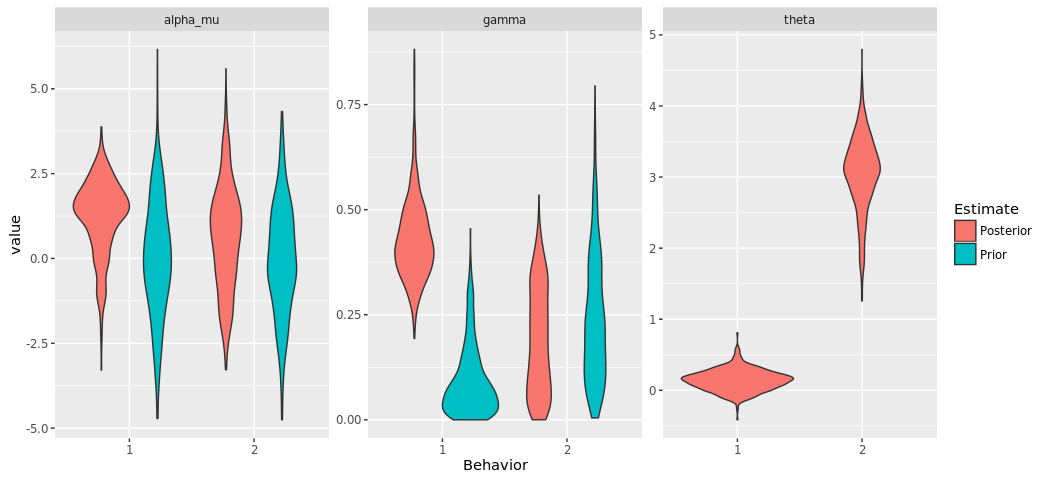 alpha_mu
gamma
theta
value
5.0
2.5
0.0
-2.5
-5.0
0.75
0.50
0.25
0.00
5
4
3
2
1
0
1 2
1 2
1 2
Behavior
Estimate
Posterior
Prior